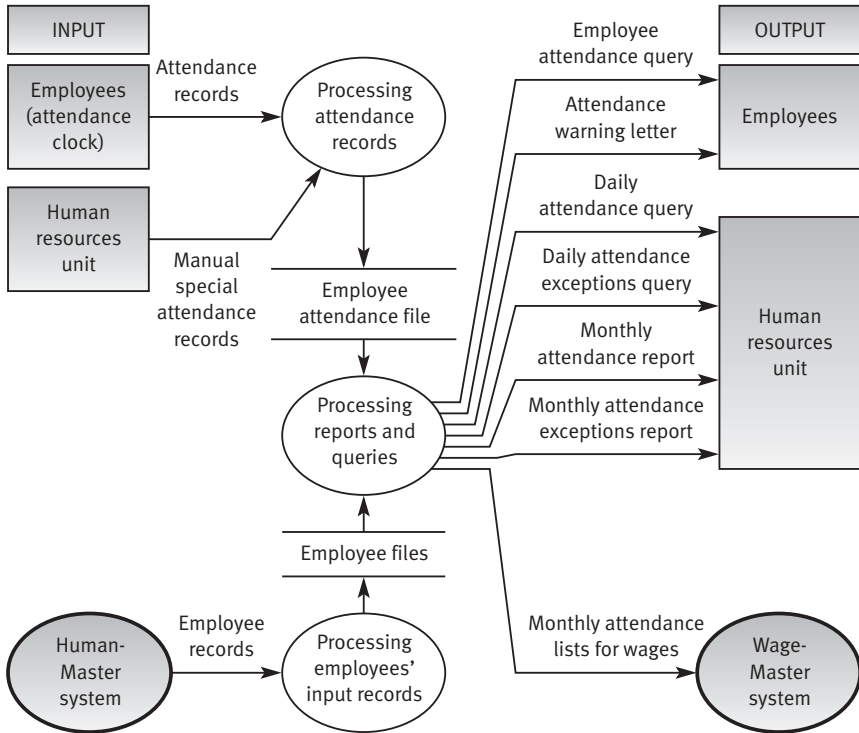 INPUT
Employees
(attendance
clock)
Attendance
records
Processing
attendance
records
Human
resources
unit
Manual
special
attendance
records
Employee
attendance file
Processing
reports and
queries
Employee files
Human-
Master
system
Employee
records
Processing
employees’
input records
Employee
attendance query
Attendance
warning letter
Daily
attendance query
Daily attendance
exceptions query
Monthly
attendance report
Monthly attendance
exceptions report
Monthly attendance
lists for wages
OUTPUT
Employees
Human
resources
unit
Wage-
Master
system